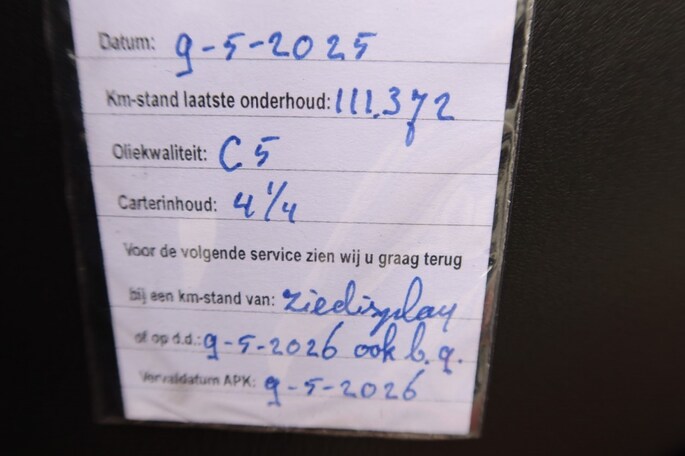 Datum: 9-5-2025
Km-stand laatste onderhoud: 111.372
Oliekwaliteit: C5
Carterinhoud: 4 1/4
Voor de volgende service zien wij u graag terug
bij een km-stand van: ziedisplay
of op d.d.: 9-5-2026 ook b.g.
Vervaldatum APK: 9-5-2026